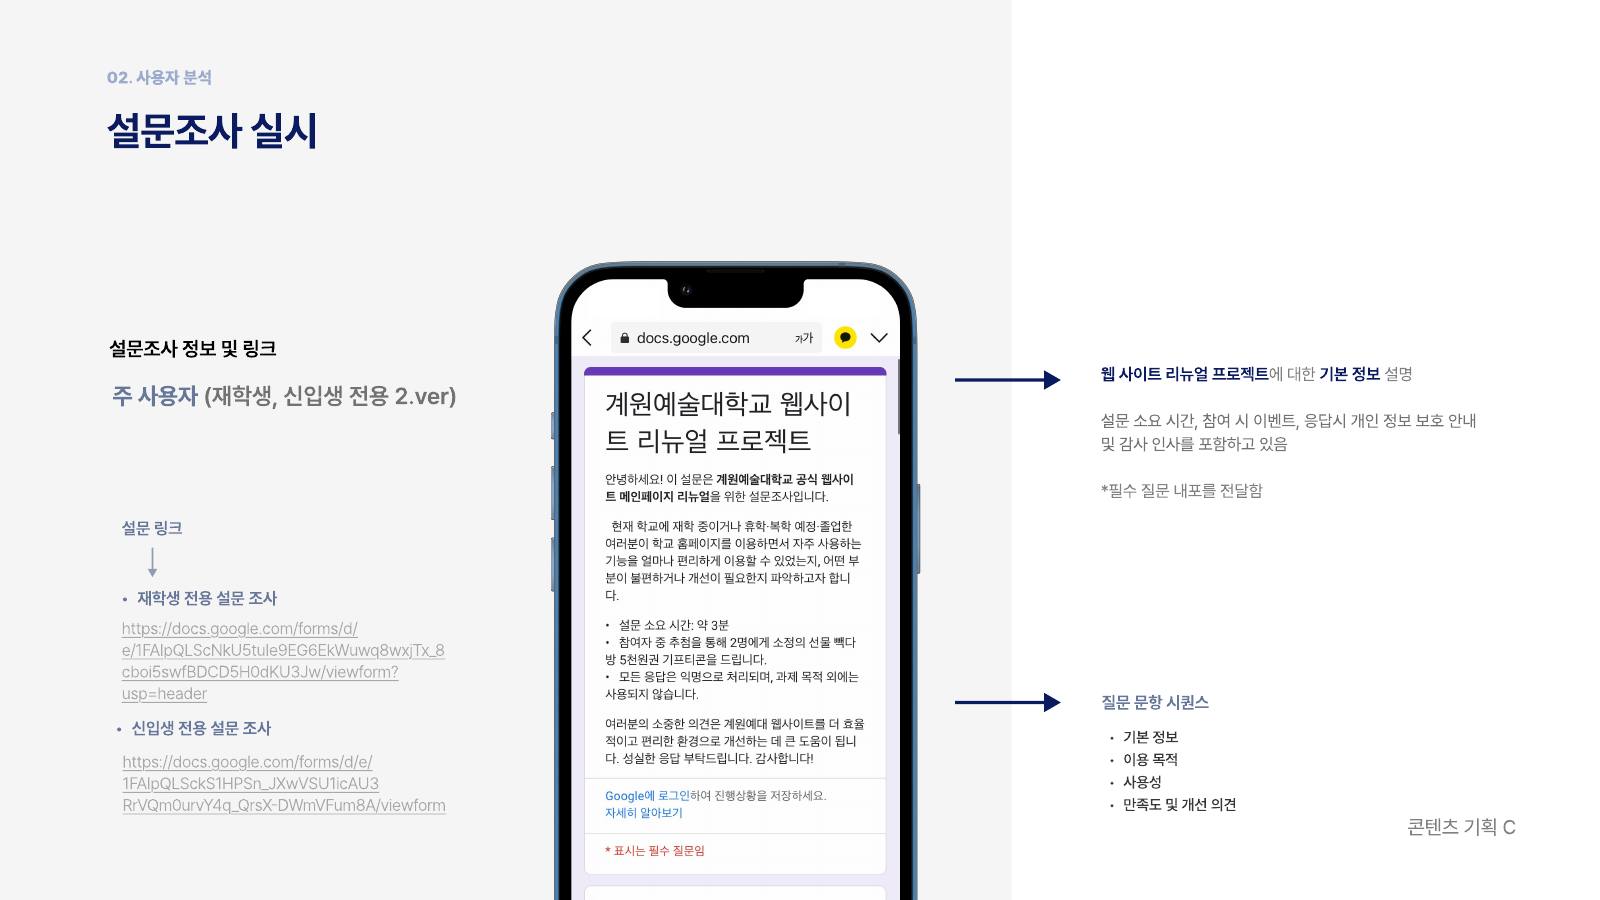 02. 사용자 분석
설문조사 실시
설문조사 정보 및 링크
주 사용자 (재학생, 신입생 전용 2.ver)
설문 링크
• 재학생 전용 설문 조사
https://docs.google.com/forms/d/
e/1FAIpQLScNkU5tuIe9EG6EkWuwq8wxjTx_8
cboi5swfBDCD5H0dKU3Jw/viewform?
usp=header
• 신입생 전용 설문 조사
https://docs.google.com/forms/d/e/
1FAIpQLSckS1HPSn_JXwVSU1icAU3
RrVQm0urvY4q_QrsX-DWmVFum8A/viewform
docs.google.com 가가
계원예술대학교 웹사이
트 리뉴얼 프로젝트
안녕하세요! 이 설문은 계원예술대학교 공식 웹사이
트 메인페이지 리뉴얼을 위한 설문조사입니다.
현재 학교에 재학 중이거나 휴학·복학 예정·졸업한
여러분이 학교 홈페이지를 이용하면서 자주 사용하는
기능을 얼마나 편리하게 이용할 수 있었는지, 어떤 부
분이 불편하거나 개선이 필요한지 파악하고자 합니
다.
• 설문 소요 시간: 약 3분
• 참여자 중 추첨을 통해 2명에게 소정의 선물 빽다
방 5천원권 기프티콘을 드립니다.
• 모든 응답은 익명으로 처리되며, 과제 목적 외에는
사용되지 않습니다.
여러분의 소중한 의견은 계원예대 웹사이트를 더 효율
적이고 편리한 환경으로 개선하는 데 큰 도움이 됩니
다. 성실한 응답 부탁드립니다. 감사합니다!
Google에 로그인하여 진행상황을 저장하세요.
자세히 알아보기
* 표시는 필수 질문임
웹 사이트 리뉴얼 프로젝트에 대한 기본 정보 설명
설문 소요 시간, 참여 시 이벤트, 응답시 개인 정보 보호 안내
및 감사 인사를 포함하고 있음
*필수 질문 내포를 전달함
질문 문항 시퀀스
• 기본 정보
• 이용 목적
• 사용성
• 만족도 및 개선 의견
콘텐츠 기획 C